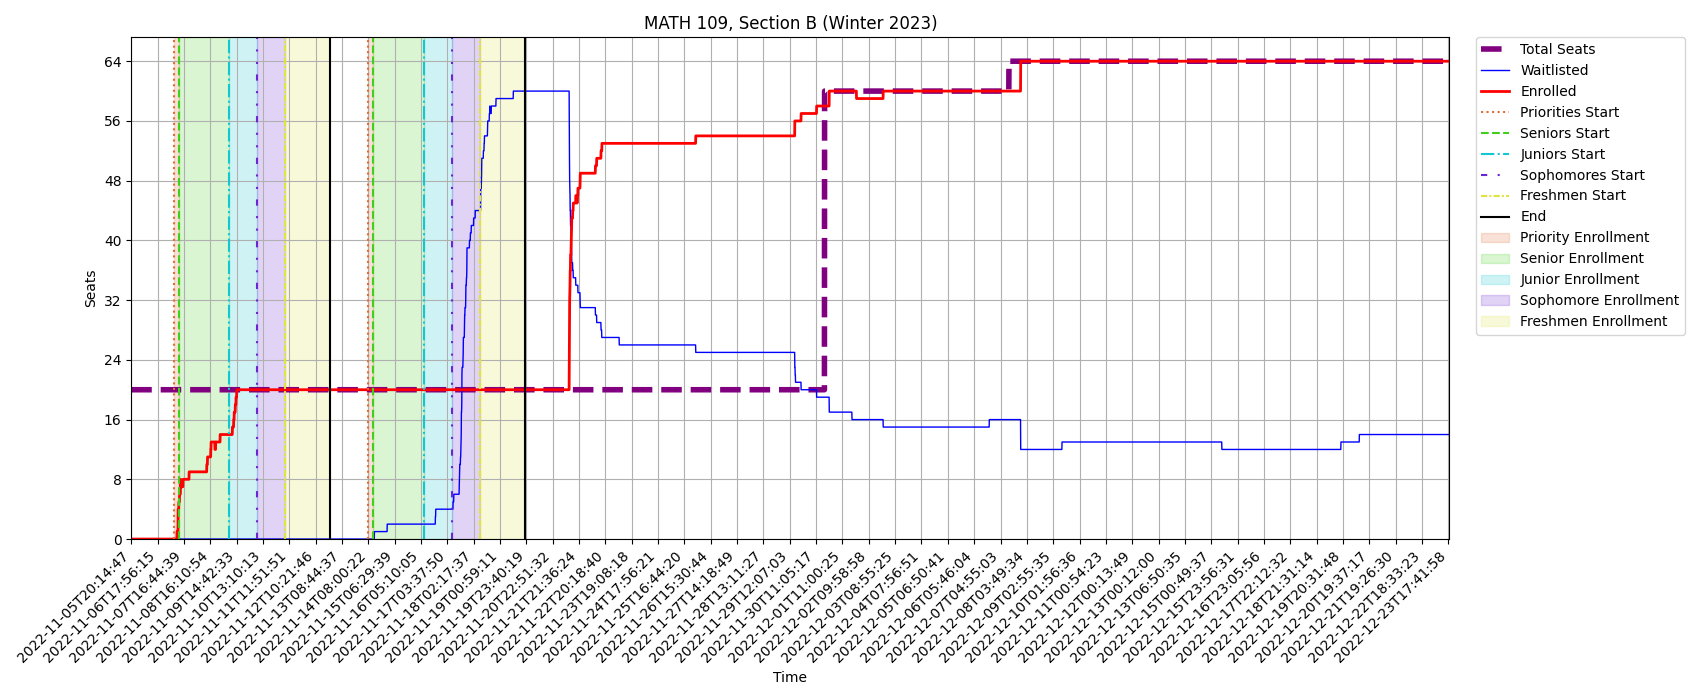 MATH 109, Section B (Winter 2023)
Seats
64
56
48
40
32
24
16
8
0
2022-11-05T20:14:47
2022-11-06T17:56:15
2022-11-07T16:44:39
2022-11-08T16:10:54
2022-11-09T14:42:33
2022-11-10T13:10:13
2022-11-11T11:51:51
2022-11-12T10:21:46
2022-11-13T08:44:37
2022-11-14T08:00:22
2022-11-15T06:29:39
2022-11-16T05:10:05
2022-11-17T03:37:50
2022-11-18T02:17:37
2022-11-19T00:59:11
2022-11-19T23:40:19
2022-11-20T22:51:32
2022-11-21T21:36:24
2022-11-22T20:18:40
2022-11-23T19:08:18
2022-11-24T17:56:21
2022-11-25T16:44:20
2022-11-26T15:30:44
2022-11-27T14:18:49
2022-11-28T13:11:27
2022-11-29T12:07:03
2022-11-30T11:05:17
2022-12-01T11:00:25
2022-12-02T09:58:58
2022-12-03T08:55:25
2022-12-04T07:56:51
2022-12-05T06:50:41
2022-12-06T05:46:04
2022-12-07T04:55:03
2022-12-08T03:49:34
2022-12-09T02:55:35
2022-12-10T01:56:36
2022-12-11T00:54:23
2022-12-12T00:13:49
2022-12-13T00:12:00
2022-12-13T06:50:35
2022-12-15T00:49:37
2022-12-15T23:56:31
2022-12-16T23:05:56
2022-12-17T22:12:32
2022-12-18T21:31:14
2022-12-19T20:31:48
2022-12-20T19:37:17
2022-12-21T19:26:30
2022-12-22T18:33:23
2022-12-23T17:41:58
Time
Total Seats
Waitlisted
Enrolled
Priorities Start
Seniors Start
Juniors Start
Sophomores Start
Freshmen Start
End
Priority Enrollment
Senior Enrollment
Junior Enrollment
Sophomore Enrollment
Freshmen Enrollment